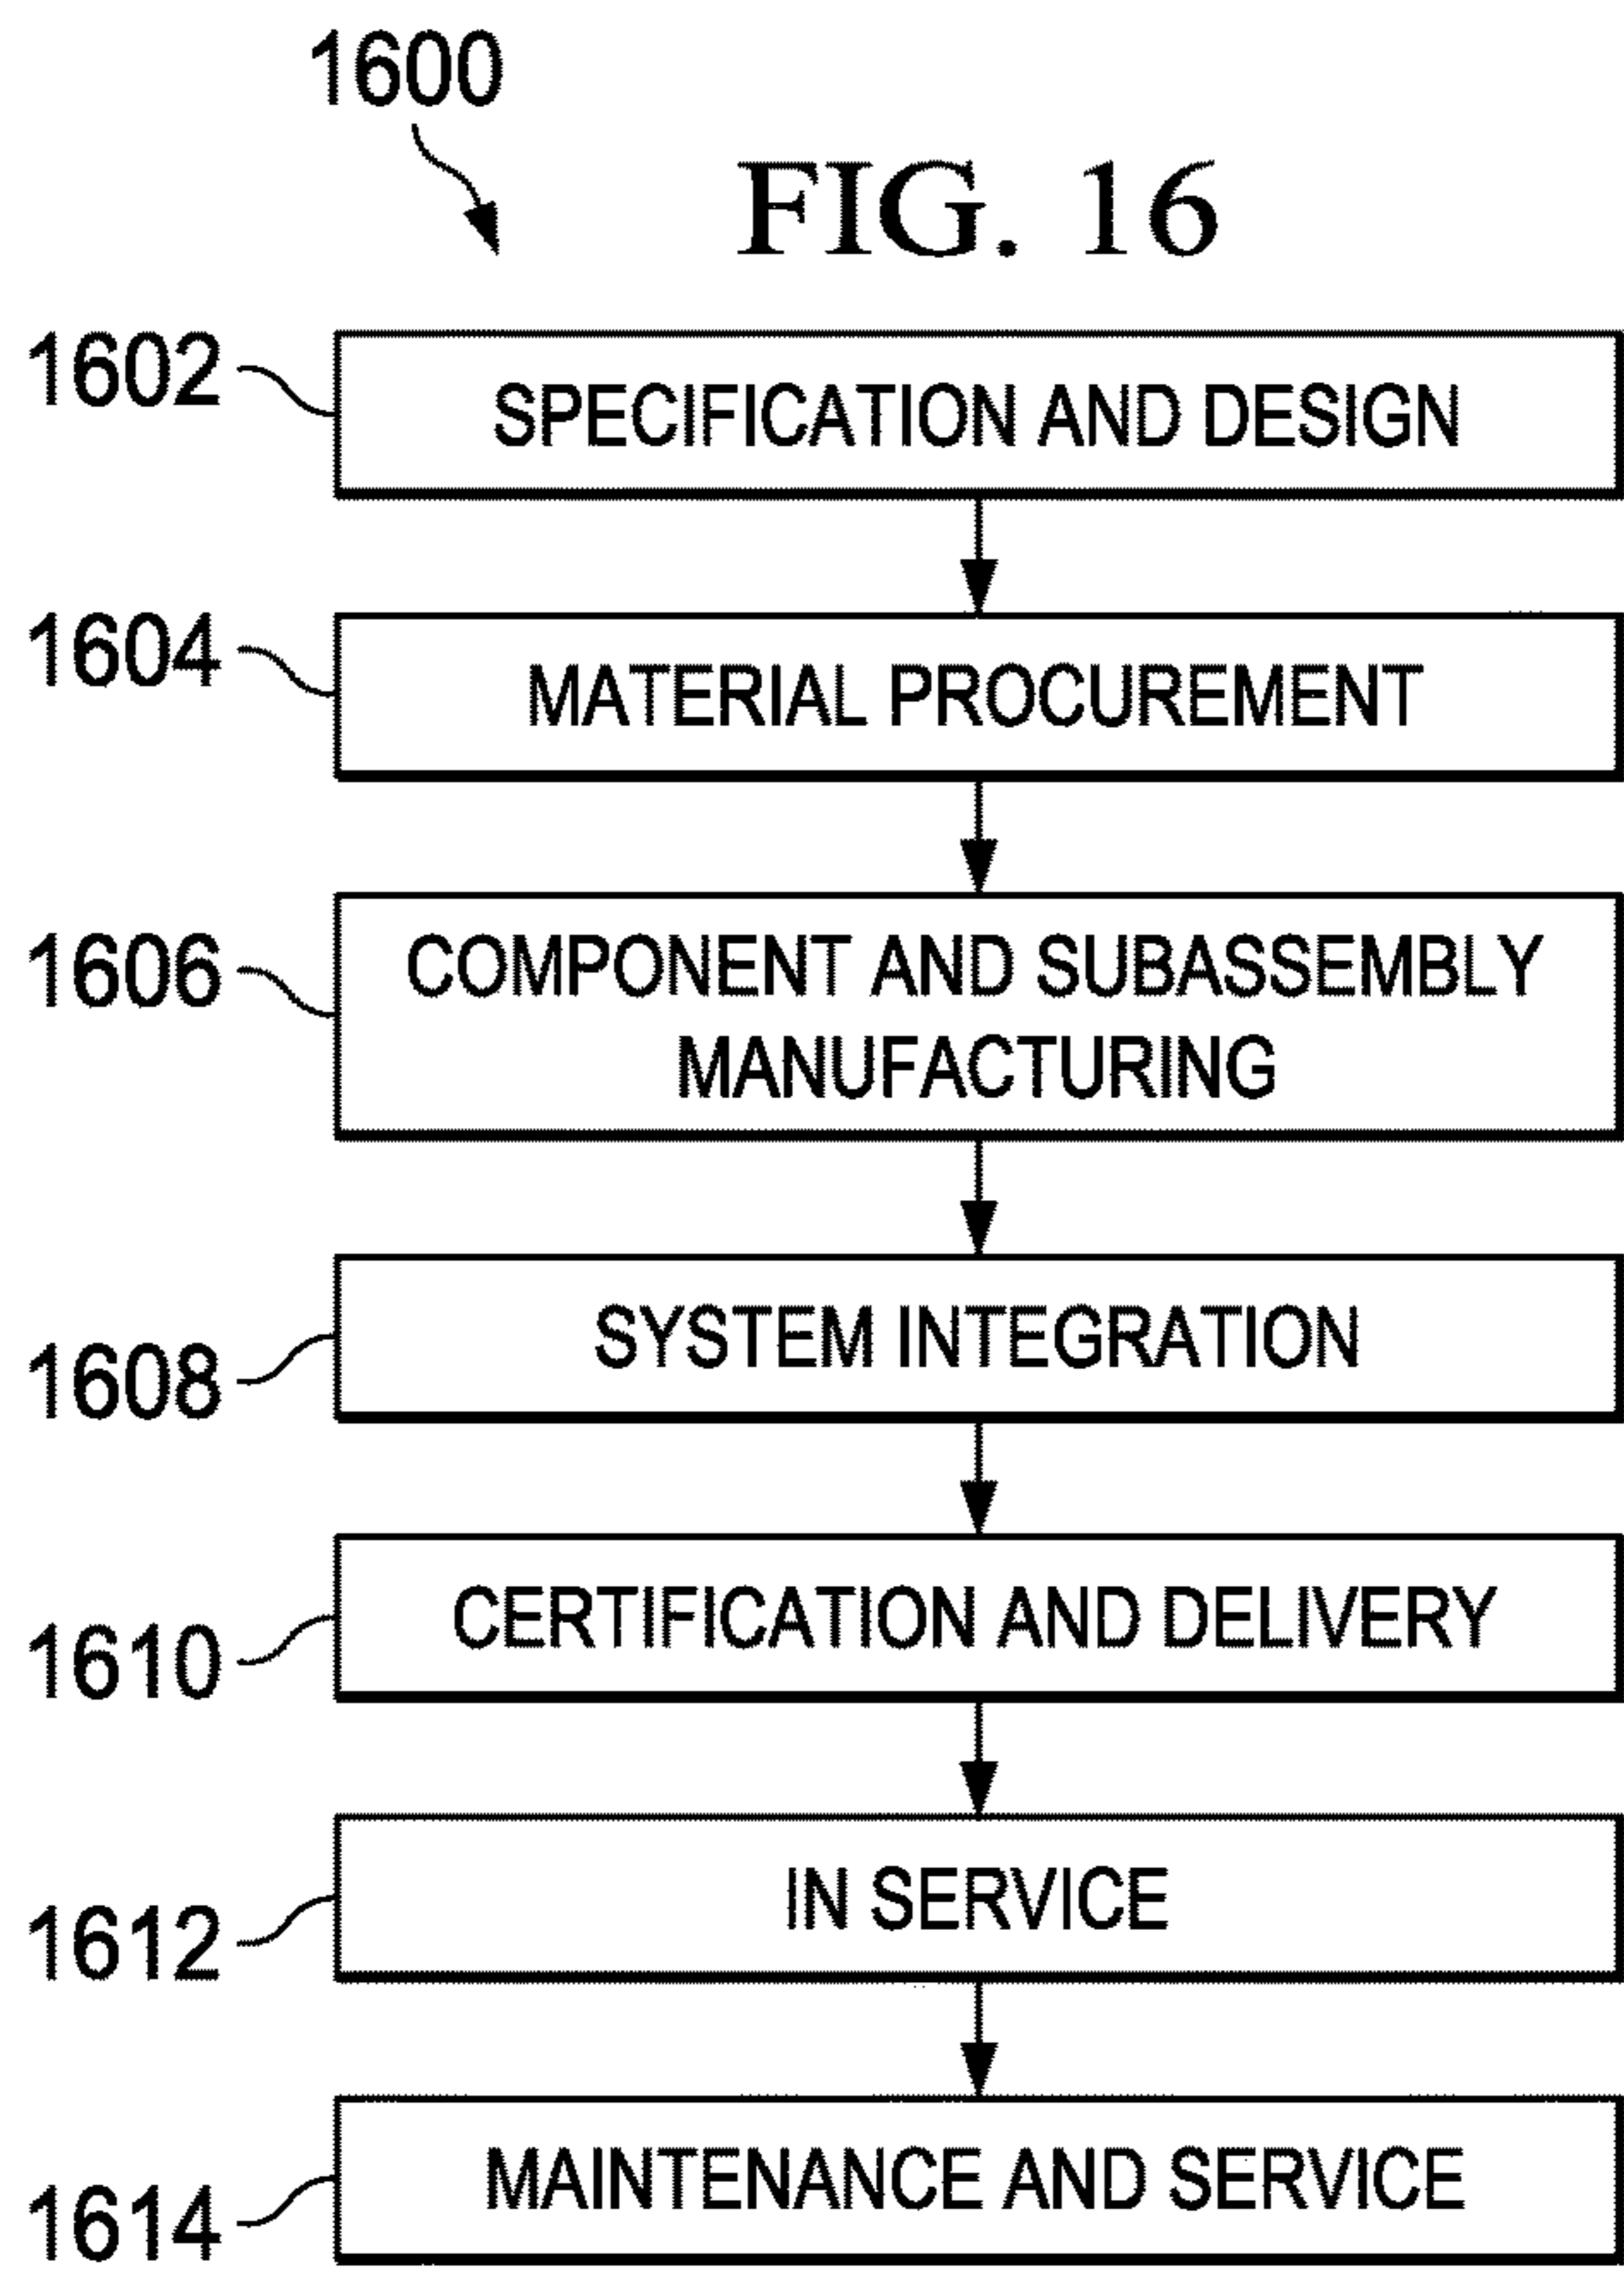 1600
FIG. 16
1602
SPECIFICATION AND DESIGN
1604
MATERIAL PROCUREMENT
1606
COMPONENT AND SUBASSEMBLY
MANUFACTURING
1608
SYSTEM INTEGRATION
1610
CERTIFICATION AND DELIVERY
1612
IN SERVICE
1614
MAINTENANCE AND SERVICE